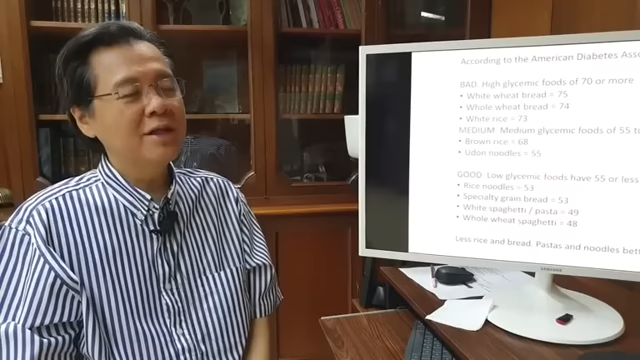 According to the American Diabetes
BAD High glycemic foods of 70 or more
• White wheat bread = 75
• Whole wheat bread = 74
• White rice = 73
MEDIUM Medium glycemic foods of 55 to
• Brown rice = 68
• Udon noodles = 55
GOOD Low glycemic foods have 55 or less
• Rice noodles = 53
• Specialty grain bread = 53
• White spaghetti / pasta = 49
• Whole wheat spaghetti = 48
Less rice and bread. Pastas and noodles
SAMSUNG